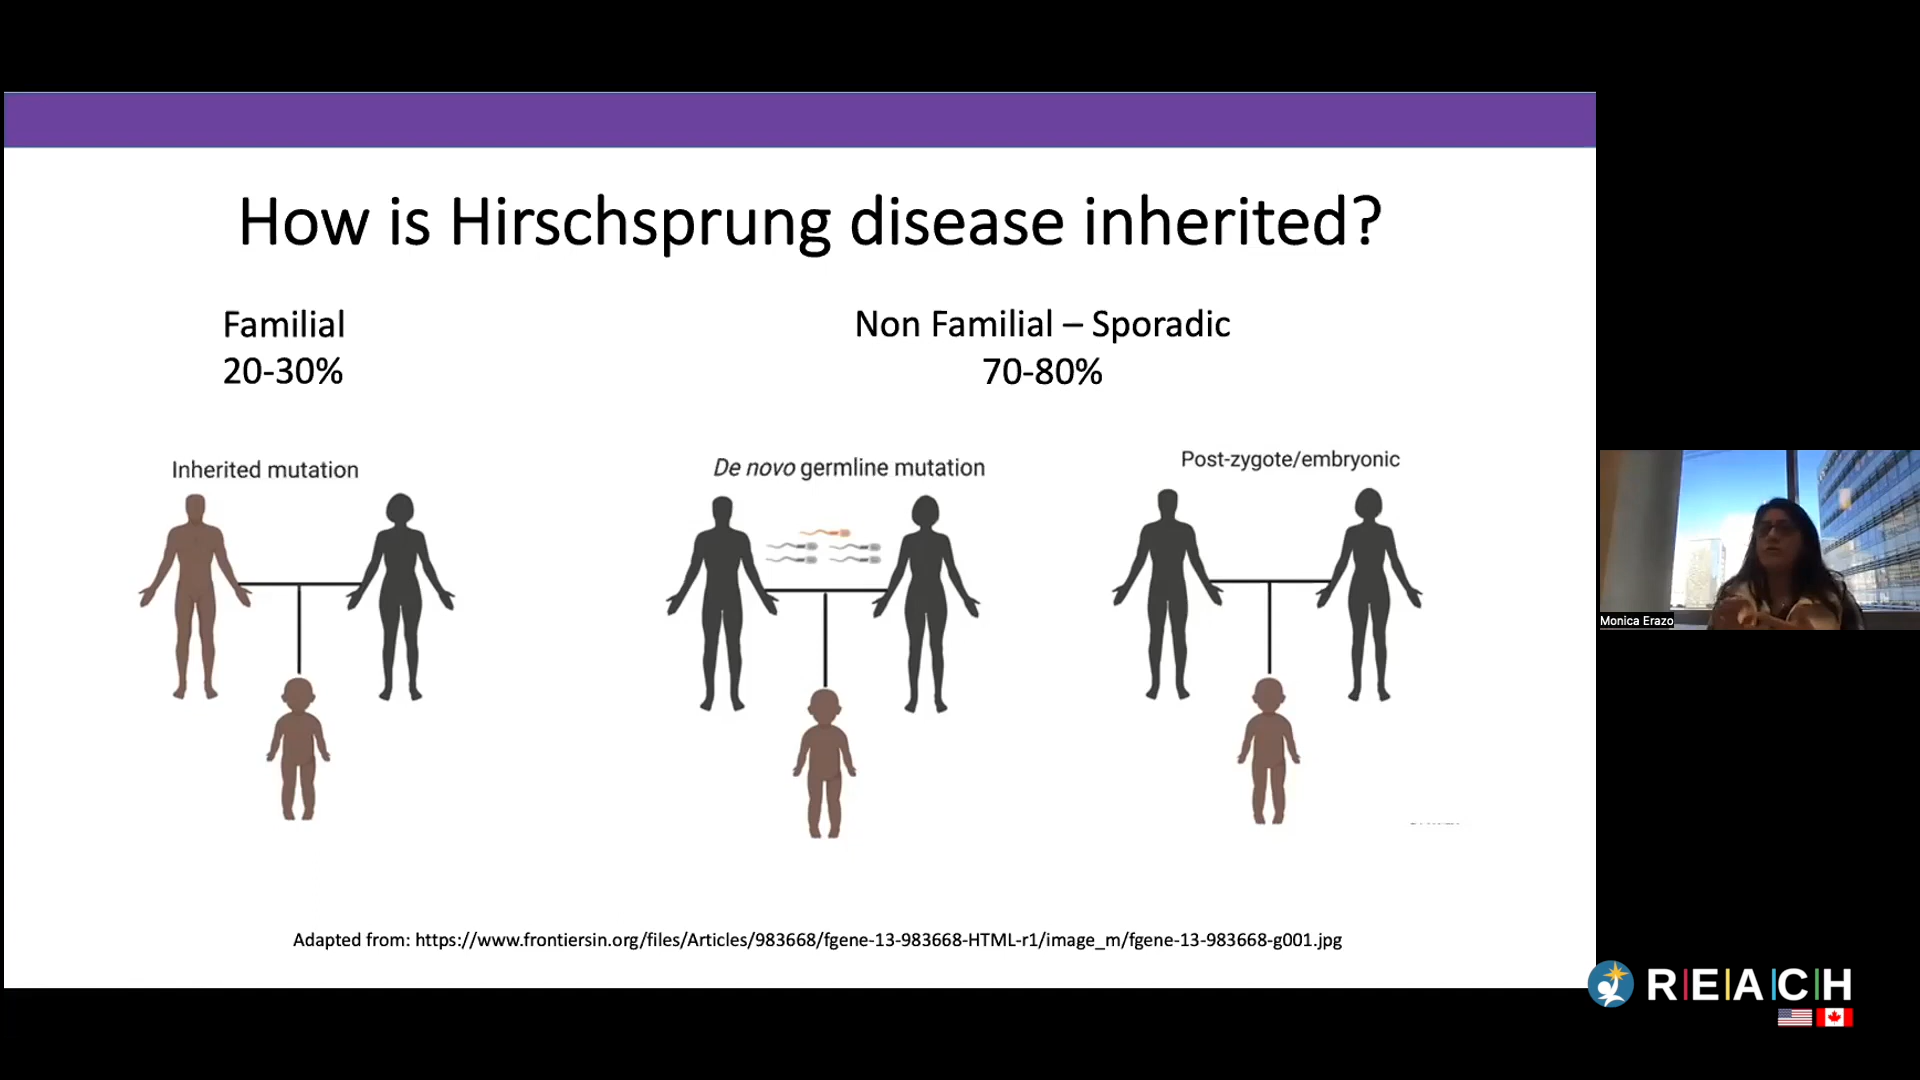 How is Hirschsprung disease inherited?
Familial
20-30%
Non Familial – Sporadic
70-80%
Inherited mutation
De novo germline mutation
Post-zygote/embryonic
Monica Erazo
Adapted from: https://www.frontiersin.org/files/Articles/983668/fgene-13-983668-HTML-r1/image_m/fgene-13-983668-g001.jpg
R|E|A|C|H